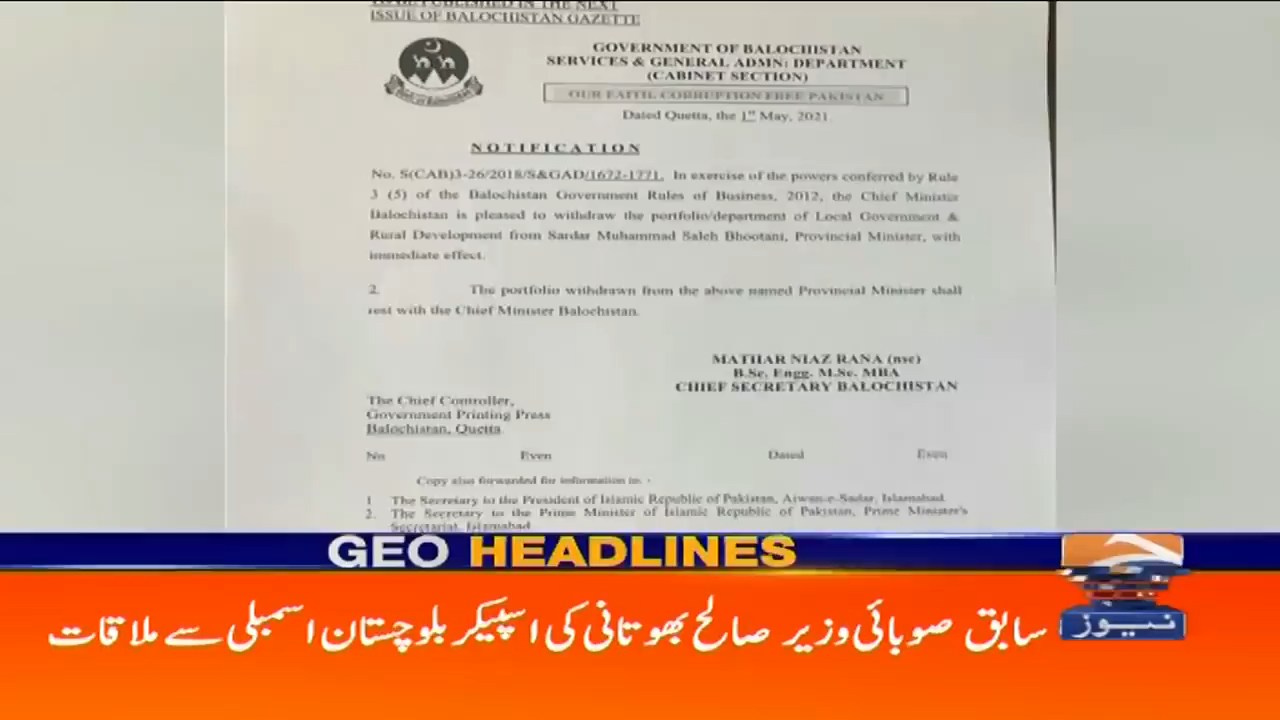 TO BE PUBLISHED IN THE NEXT
ISSUE OF BALOCHISTAN GAZETTE
GOVERNMENT OF BALOCHISTAN
SERVICES & GENERAL ADMN: DEPARTMENT
(CABINET SECTION)
OUR FAITH, CORRUPTION FREE PAKISTAN
Dated Quetta, the 1st May, 2021
NOTIFICATION
No. S(CAB)3-26/2018/S&GAD/1672-1771. In exercise of the powers conferred by Rule
3 (5) of the Balochistan Government Rules of Business, 2012, the Chief Minister
Balochistan is pleased to withdraw the portfolio/department of Local Government &
Rural Development from Sardar Muhammad Saleh Bhootani, Provincial Minister, with
immediate effect.
2. The portfolio withdrawn from the above named Provincial Minister shall
rest with the Chief Minister Balochistan.
MATHAR NIAZ RANA (nsc)
B.Sc. Engg. M.Sc. MBA
CHIEF SECRETARY BALOCHISTAN
The Chief Controller,
Government Printing Press
Balochistan, Quetta
No Even Dated Even
Copy also forwarded for information to. -
1 The Secretary to the President of Islamic Republic of Pakistan, Aiwan-e-Sadar, Islamabad.
2. The Secretary to the Prime Minister of Islamic Republic of Pakistan, Prime Minister's
Secretariat, Islamabad
GEO HEADLINES
سابق صوبائی وزیر صالح بھوتانی کی اسپیکر بلوچستان اسمبلی سے ملاقات
نیوز